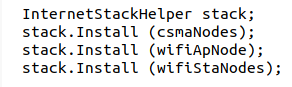 InternetStackHelper stack;
stack.Install (csmaNodes);
stack.Install (wifiApNode);
stack.Install (wifiStaNodes);